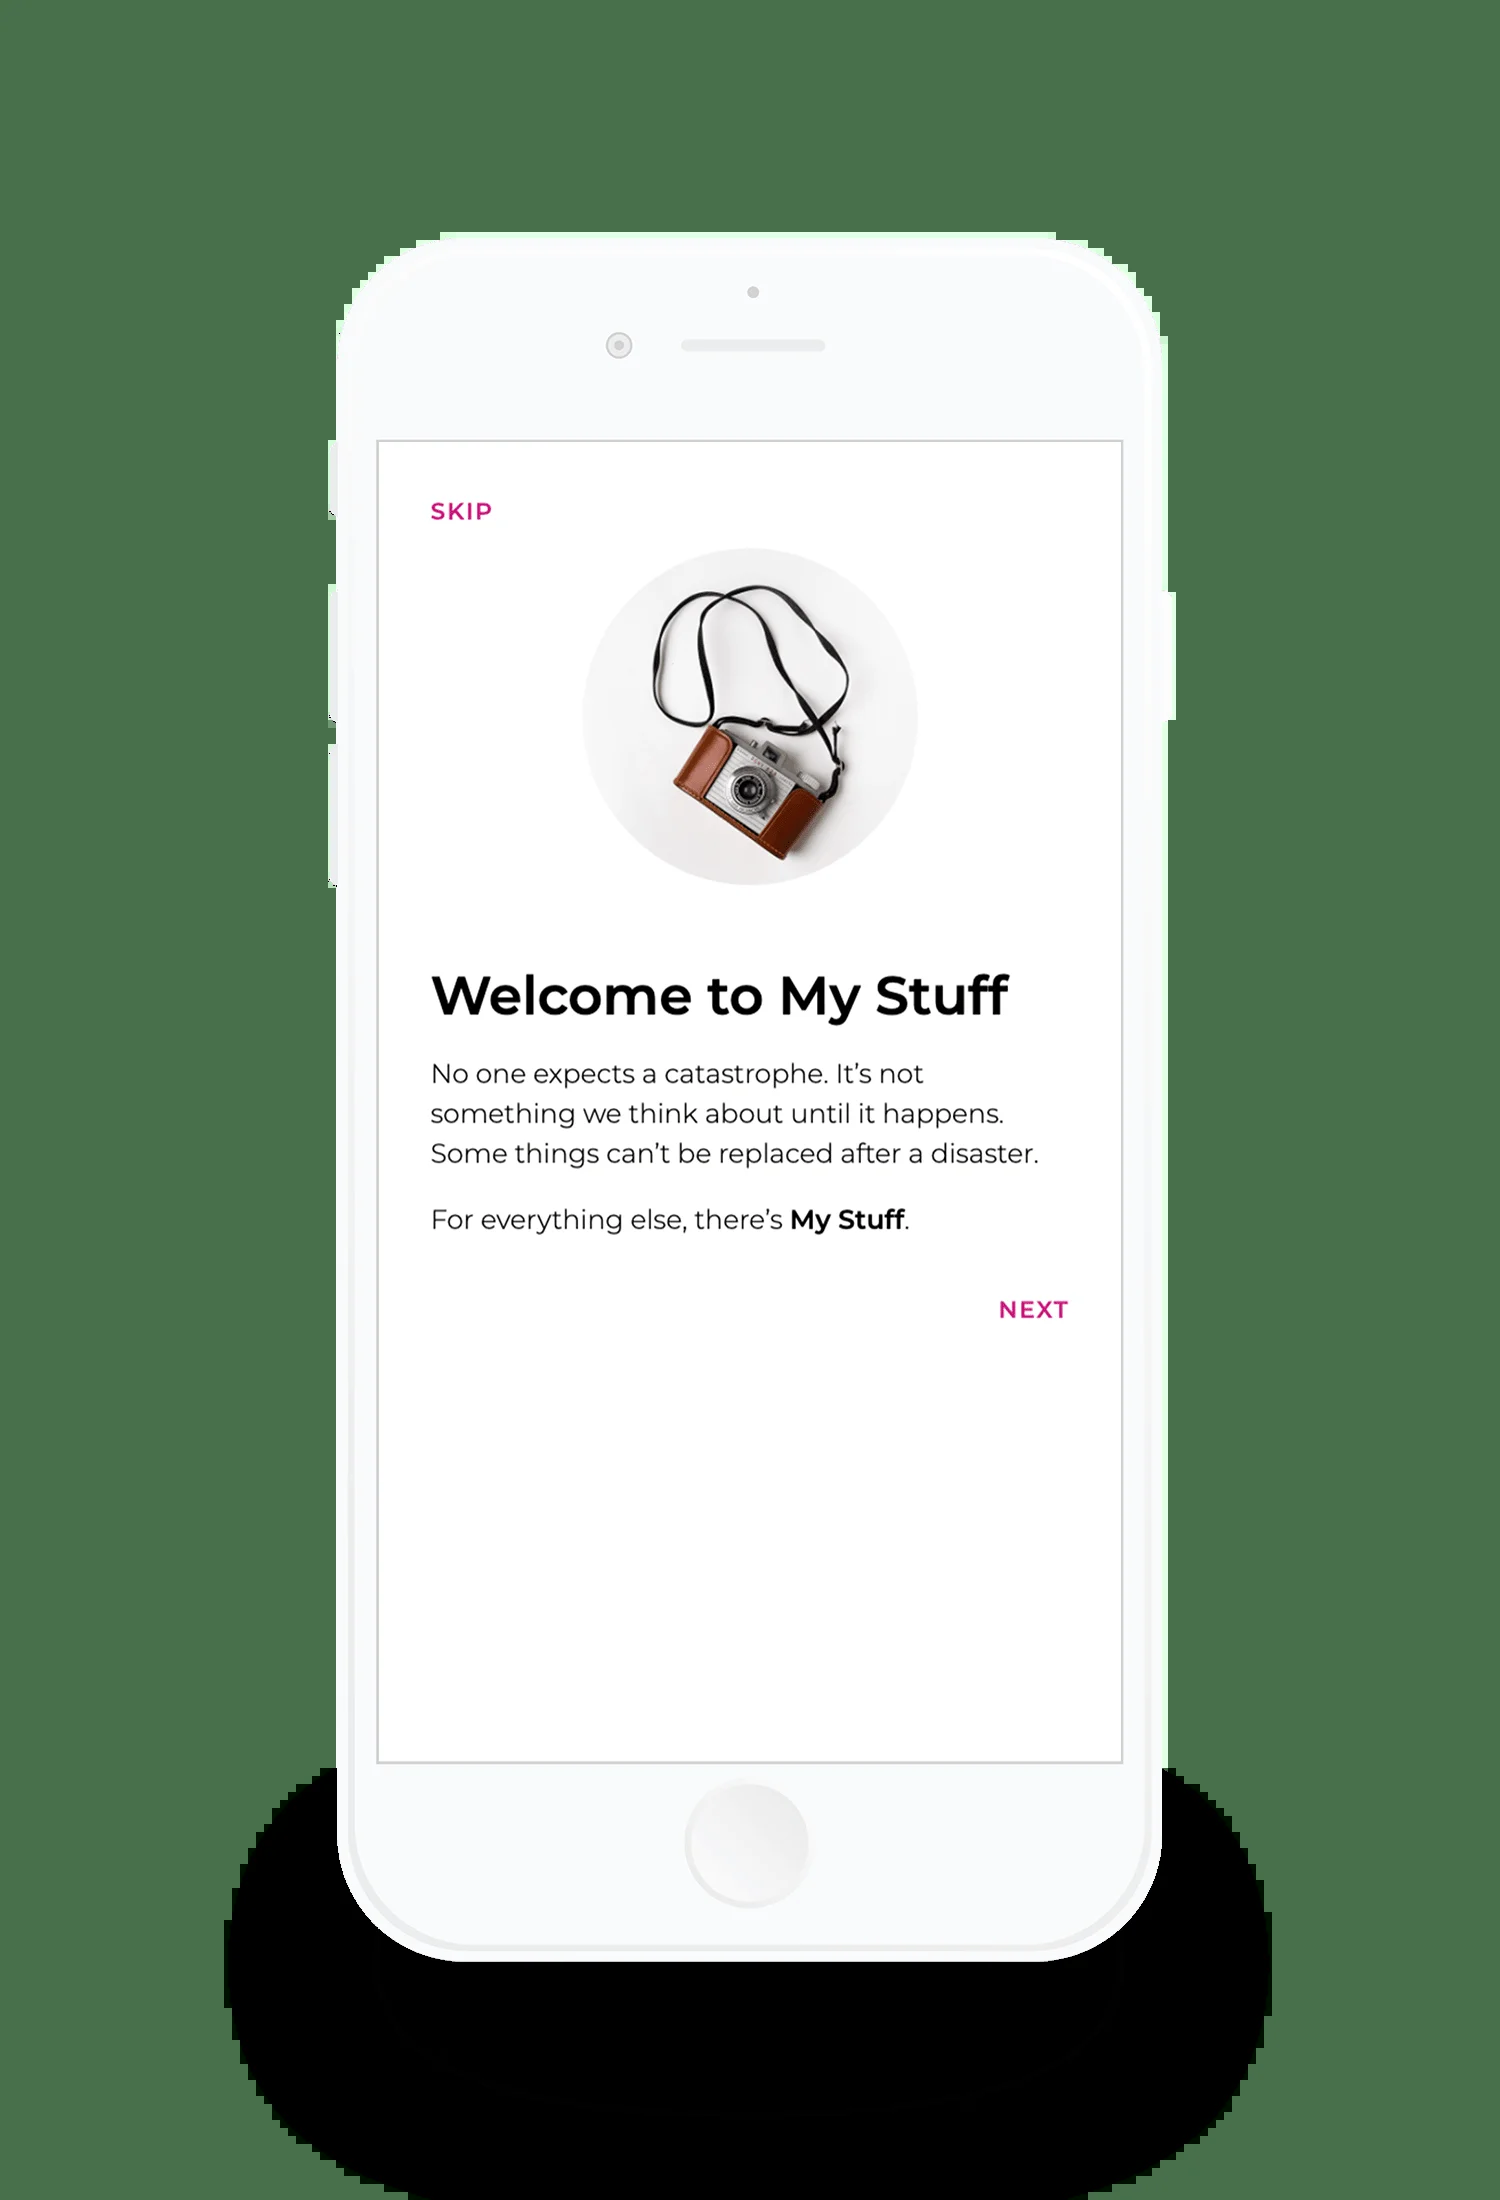 SKIP
Welcome to My Stuff
No one expects a catastrophe. It’s not
something we think about until it happens.
Some things can’t be replaced after a disaster.
For everything else, there’s My Stuff.
NEXT